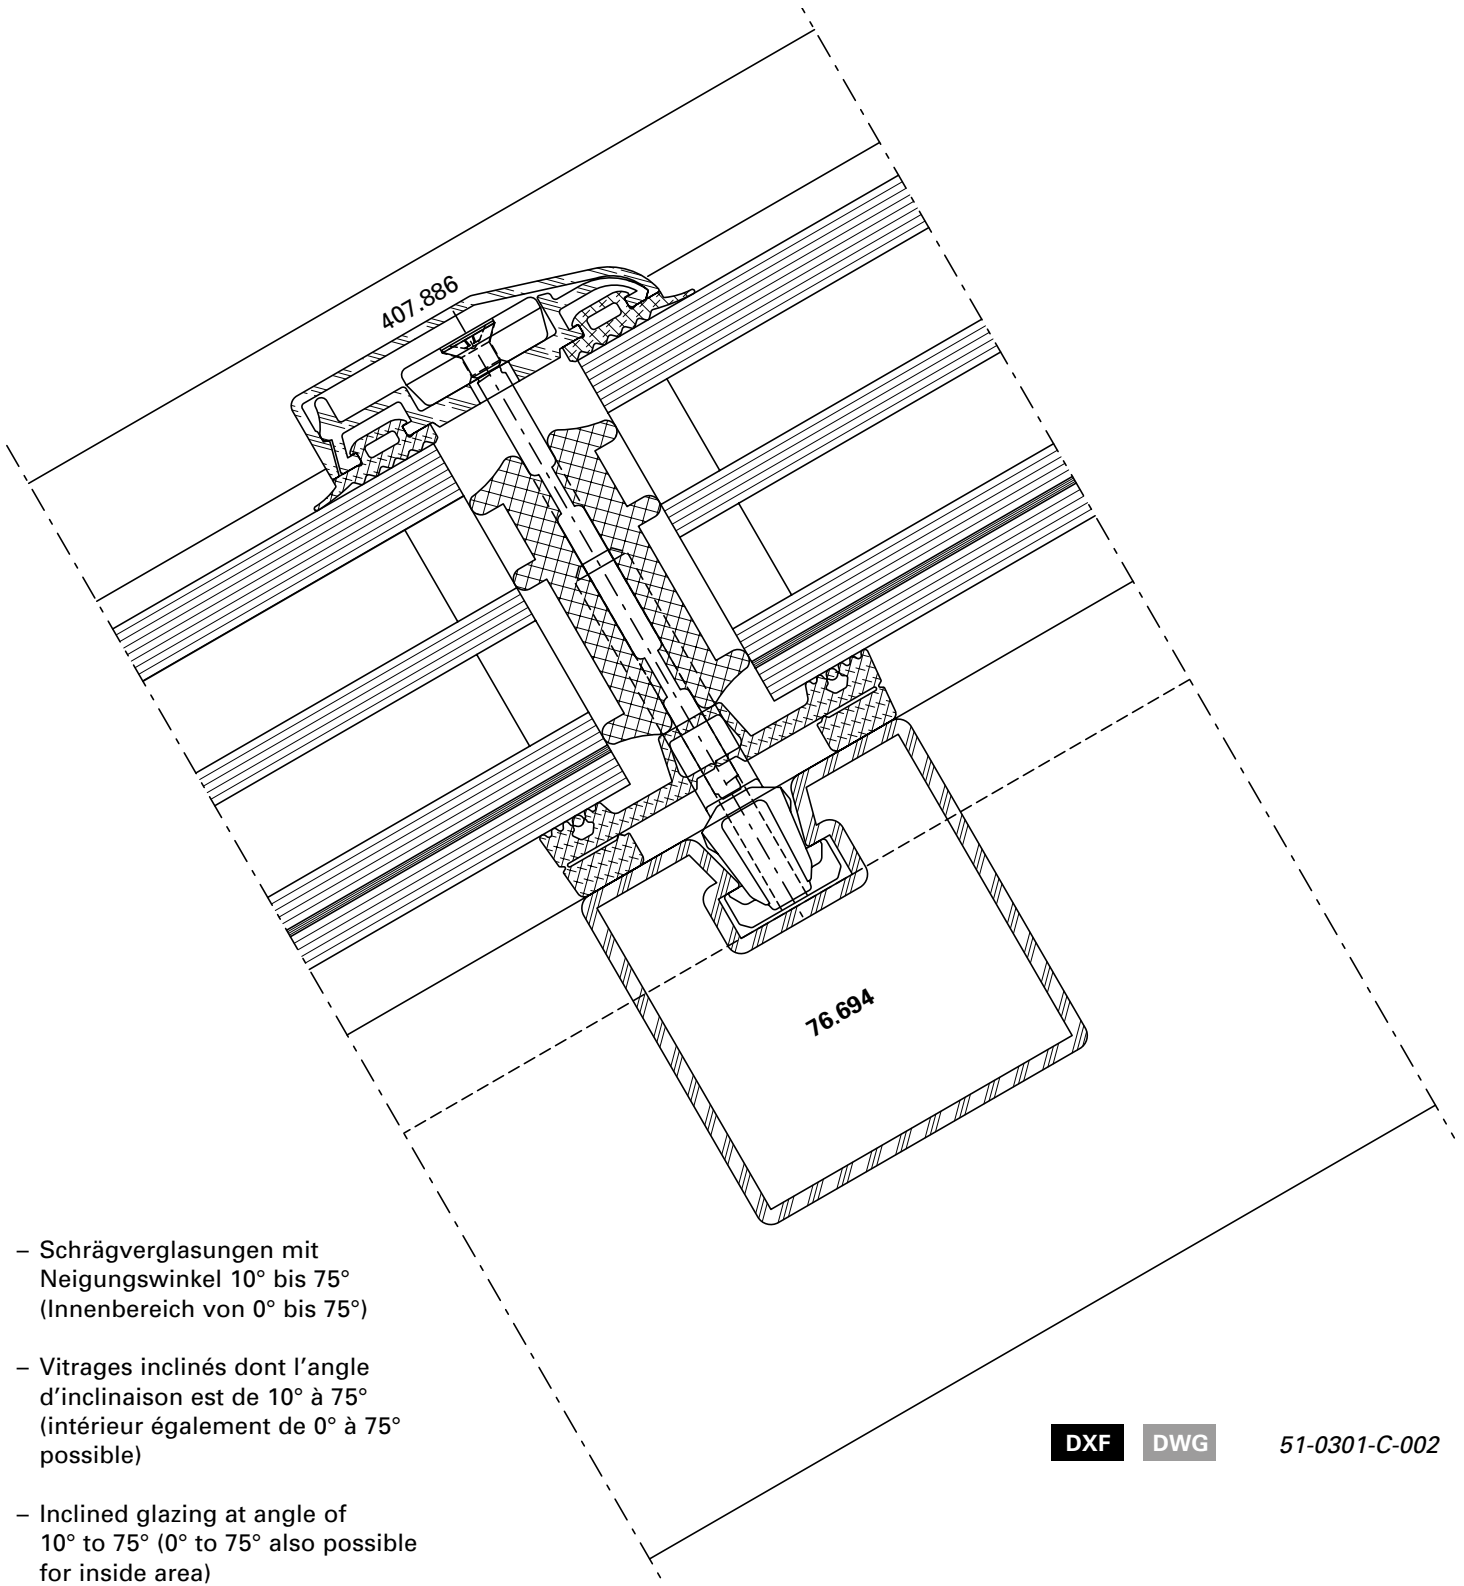 407.886
76.694
– Schrägverglasungen mit
Neigungswinkel 10° bis 75°
(Innenbereich von 0° bis 75°)
– Vitrages inclinés dont l’angle
d’inclinaison est de 10° à 75°
(intérieur également de 0° à 75°
possible)
– Inclined glazing at angle of
10° to 75° (0° to 75° also possible
for inside area)
DXF DWG 51-0301-C-002